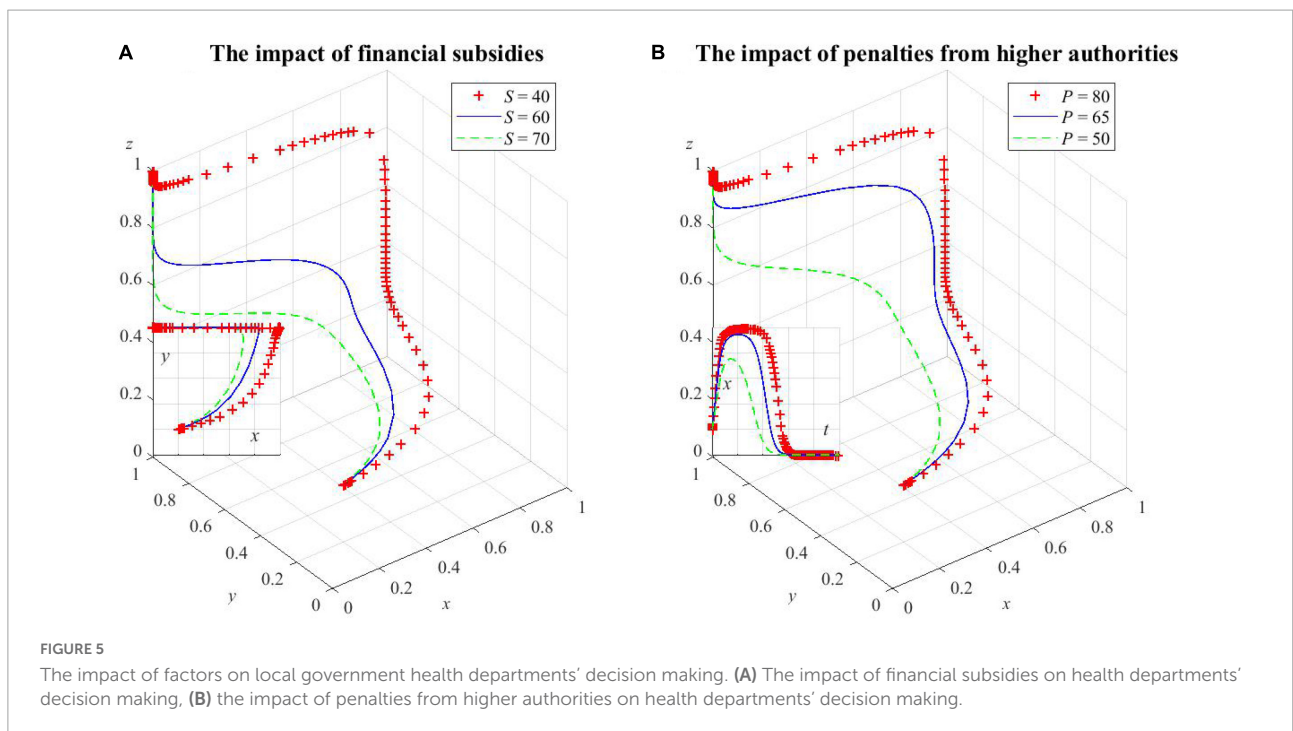 A The impact of financial subsidies
S = 40
S = 60
S = 70
z
1
0.8
0.6
0.4
0.2
0
y
x
1
0.8
0.6
0.4
0.2
0
y
0
0.2
0.4
0.6
0.8
1
x
B The impact of penalties from higher authorities
P = 80
P = 65
P = 50
z
1
0.8
0.6
0.4
0.2
0
x
t
1
0.8
0.6
0.4
0.2
0
y
0
0.2
0.4
0.6
0.8
1
x
FIGURE 5
The impact of factors on local government health departments’ decision making. (A) The impact of financial subsidies on health departments’
decision making, (B) the impact of penalties from higher authorities on health departments’ decision making.